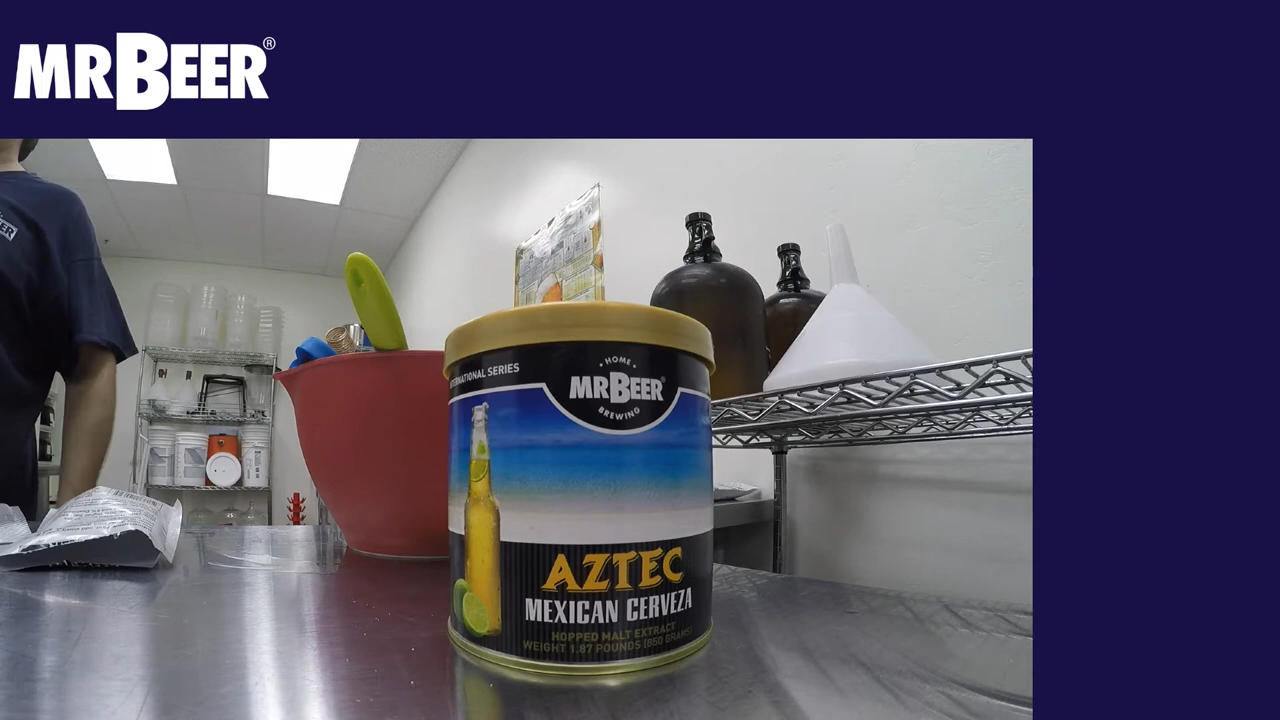 MRBEER®
INTERNATIONAL SERIES
• HOME •
MRBEER®
BREWING
AZTEC
MEXICAN CERVEZA
HOPPED MALT EXTRACT
WEIGHT 1.87 POUNDS (850 GRAMS)